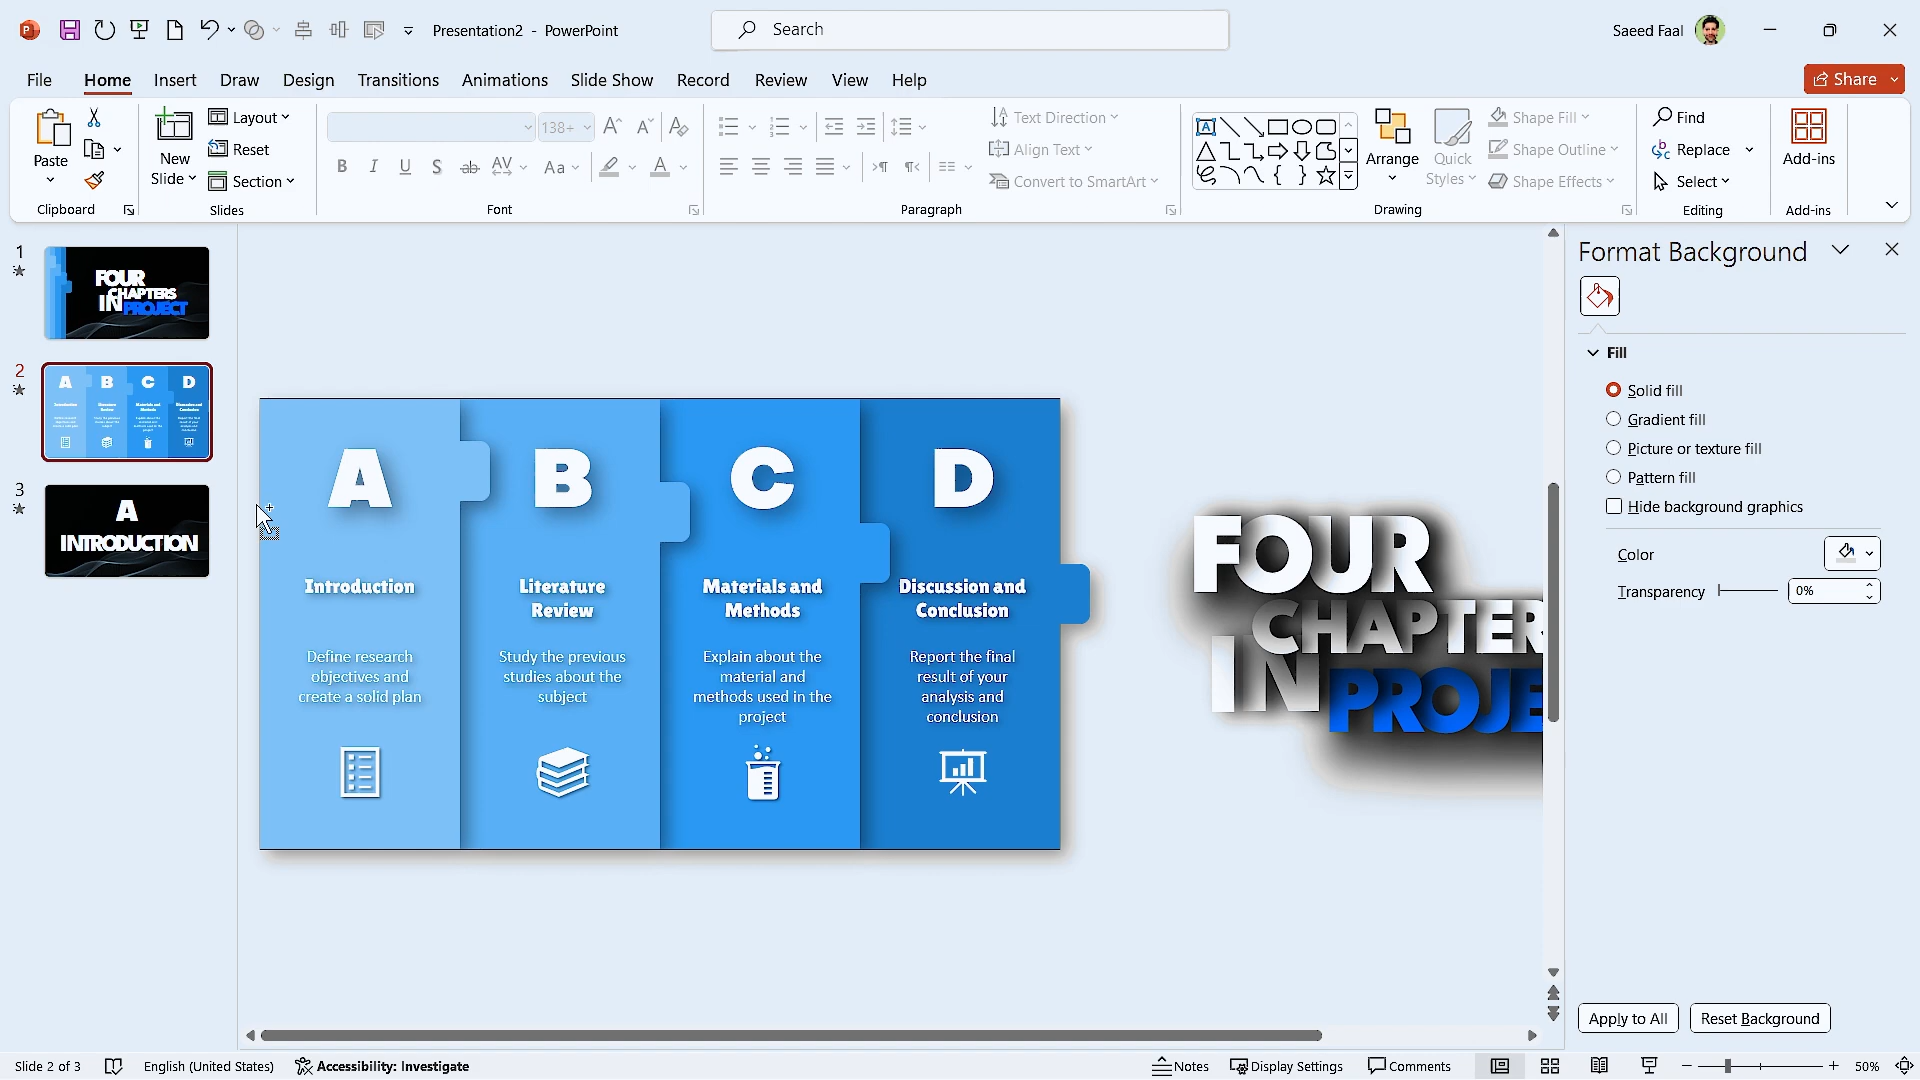 Presentation2 - PowerPoint
Search
Saeed Faal
File Home Insert Draw Design Transitions Animations Slide Show Record Review View Help
Share
Paste
New
Slide
Layout
Reset
Section
138+
B I U S ab AV Aa A
Text Direction
Align Text
Convert to SmartArt
Arrange
Quick
Styles
Shape Fill
Shape Outline
Shape Effects
Find
Replace
Select
Add-ins
Clipboard Slides Font Paragraph Drawing Editing Add-ins
1
FOUR
CHAPTERS
IN PROJECT
2
A B C D
3
A
INTRODUCTION
A
Introduction
Define research
objectives and
create a solid plan
B
Literature
Review
Study the previous
studies about the
subject
C
Materials and
Methods
Explain about the
material and
methods used in the
project
D
Discussion and
Conclusion
Report the final
result of your
analysis and
conclusion
FOUR
CHAPTER
IN PROJE
Format Background
Fill
Solid fill
Gradient fill
Picture or texture fill
Pattern fill
Hide background graphics
Color
Transparency 0%
Apply to All Reset Background
Slide 2 of 3 English (United States) Accessibility: Investigate Notes Display Settings Comments 50%